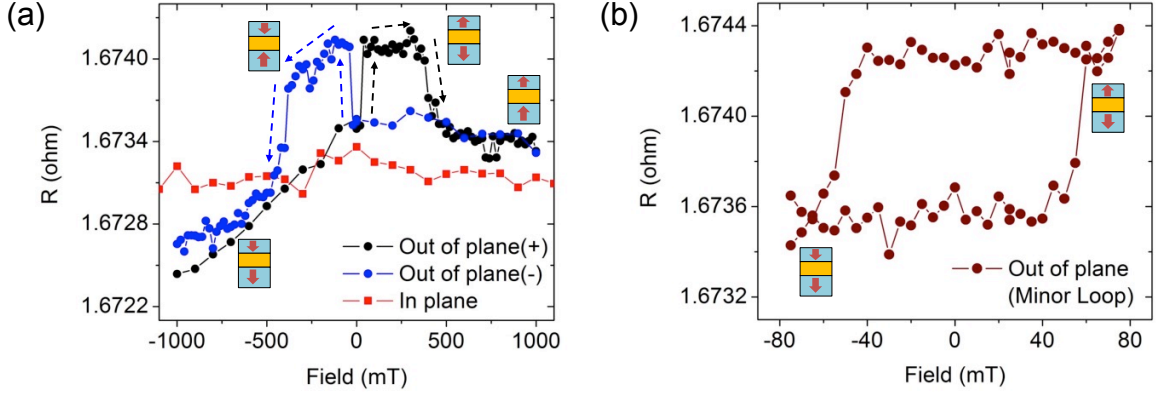 (a)
1.6740
1.6734
1.6728
1.6722
R (ohm)
Out of plane(+)
Out of plane(-)
In plane
-1000
-500
0
500
1000
Field (mT)
(b)
1.6744
1.6740
1.6736
1.6732
R (ohm)
Out of plane
(Minor Loop)
-80
-40
0
40
80
Field (mT)